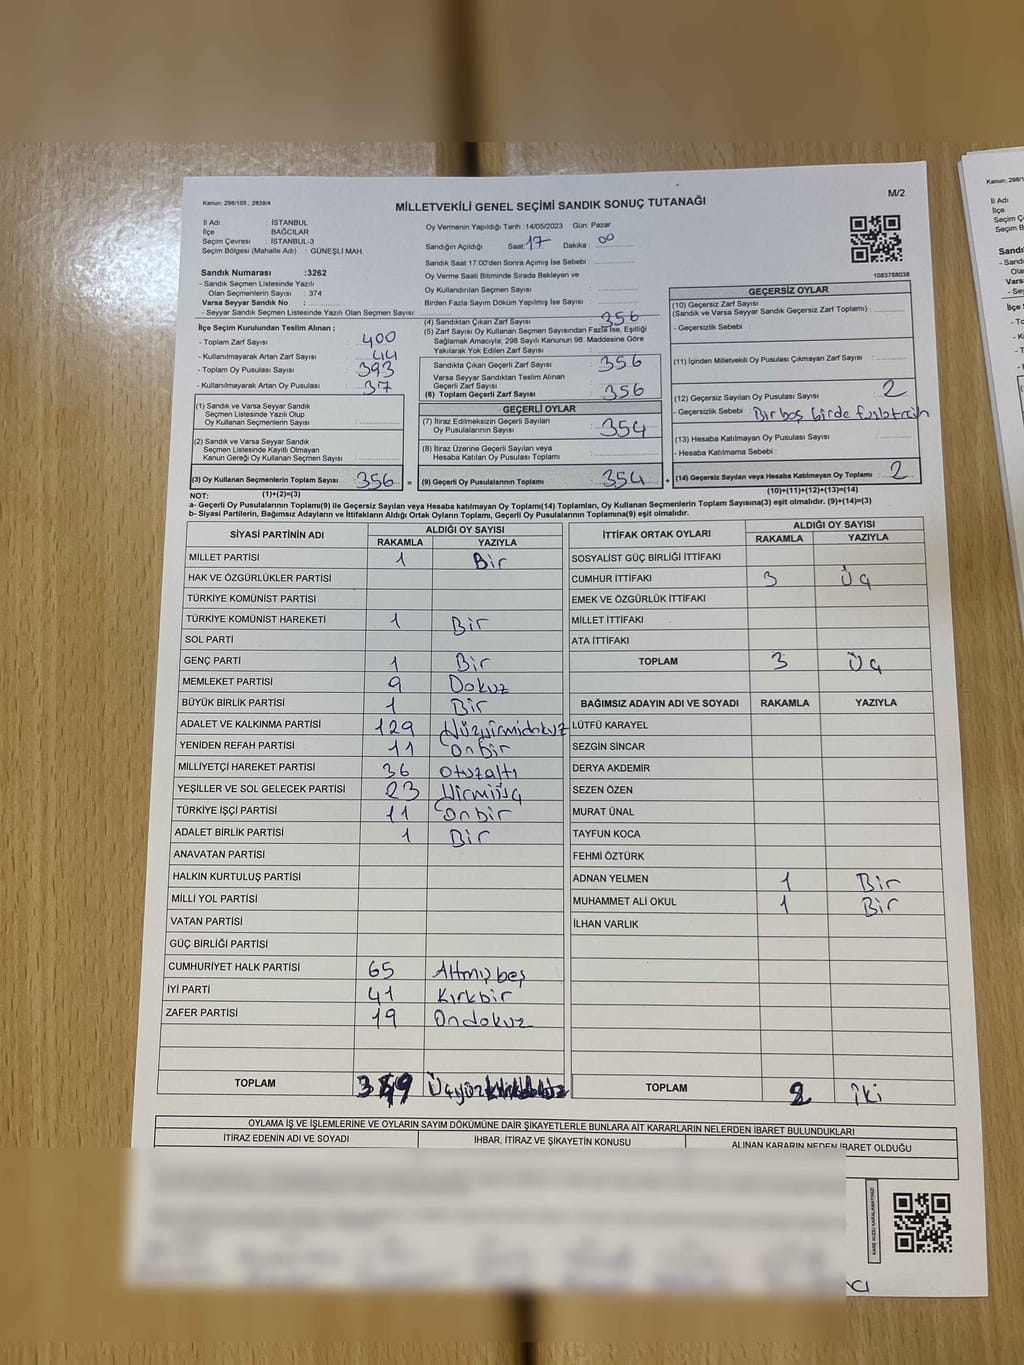 Kanun; 298/105 , 2839/4
M/2
MİLLETVEKİLİ GENEL SEÇİMİ SANDIK SONUÇ TUTANAĞI
İl Adı : İSTANBUL
İlçe : BAĞCILAR
Seçim Çevresi : İSTANBUL-3
Seçim Bölgesi (Mahalle Adı) : GÜNEŞLİ MAH.
Sandık Numarası :3262
- Sandık Seçmen Listesinde Yazılı
Olan Seçmenlerin Sayısı : 374
Varsa Seyyar Sandık No :
- Seyyar Sandık Seçmen Listesinde Yazılı Olan Seçmen Sayısı:
Oy Vermenin Yapıldığı Tarih :14/05/2023 Gün: Pazar
Sandığın Açıldığı Saat: 17 Dakika : 00
Sandık Saat 17:00'den Sonra Açılmış İse Sebebi :
Oy Verme Saati Bitiminde Sırada Bekleyen ve
Oy Kullandırılan Seçmen Sayısı :
Birden Fazla Sayım Döküm Yapılmış İse Sayısı :
1083788038
İlçe Seçim Kurulundan Teslim Alınan ;
- Toplam Zarf Sayısı : 400
- Kullanılmayarak Artan Zarf Sayısı : 44
- Toplam Oy Pusulası Sayısı : 393
- Kullanılmayarak Artan Oy Pusulası : 37
(1) Sandık ve Varsa Seyyar Sandık
Seçmen Listesinde Yazılı Olup
Oy Kullanan Seçmenlerin Sayısı :
(2) Sandık ve Varsa Seyyar Sandık
Seçmen Listesinde Kayıtlı Olmayan
Kanun Gereği Oy Kullanan Seçmen Sayısı :
(3) Oy Kullanan Seçmenlerin Toplam Sayısı : 356 =
(1)+(2)=(3)
(4) Sandıktan Çıkan Zarf Sayısı : 356
(5) Zarf Sayısı Oy Kullanan Seçmen Sayısından Fazla İse, Eşitliği
Sağlamak Amacıyla; 298 Sayılı Kanunun 98. Maddesine Göre
Yakılarak Yok Edilen Zarf Sayısı :
Sandıkta Çıkan Geçerli Zarf Sayısı : 356
Varsa Seyyar Sandıktan Teslim Alınan
Geçerli Zarf Sayısı :
(6) Toplam Geçerli Zarf Sayısı : 356
GEÇERLİ OYLAR
(7) İtiraz Edilmeksizin Geçerli Sayılan
Oy Pusulalarının Sayısı : 354
(8) İtiraz Üzerine Geçerli Sayılan veya
Hesaba Katılan Oy Pusulası Toplamı :
(9) Geçerli Oy Pusulalarının Toplamı : 354 +
GEÇERSİZ OYLAR
(10) Geçersiz Zarf Sayısı
(Sandık ve Varsa Seyyar Sandık Geçersiz Zarf Toplamı) :
- Geçersizlik Sebebi :
(11) İçinden Milletvekili Oy Pusulası Çıkmayan Zarf Sayısı :
(12) Geçersiz Sayılan Oy Pusulası Sayısı : 2
- Geçersizlik Sebebi : Bir boş birde fazla tercih
(13) Hesaba Katılmayan Oy Pusulası Sayısı :
- Hesaba Katılmama Sebebi :
(14) Geçersiz Sayılan veya Hesaba Katılmayan Oy Toplamı : 2
(10)+(11)+(12)+(13)=(14)
NOT:
a- Geçerli Oy Pusulalarının Toplamı(9) ile Geçersiz Sayılan veya Hesaba katılmayan Oy Toplamı(14) Toplamları, Oy Kullanan Seçmenlerin Toplam Sayısına(3) eşit olmalıdır. (9)+(14)=(3)
b- Siyasi Partilerin, Bağımsız Adayların ve İttifakların Aldığı Ortak Oyların Toplamı, Geçerli Oy Pusulalarının Toplamına(9) eşit olmalıdır.
SİYASİ PARTİNİN ADI ALDIĞI OY SAYISI
RAKAMLA YAZIYLA
MİLLET PARTİSİ 1 Bir
HAK VE ÖZGÜRLÜKLER PARTİSİ
TÜRKİYE KOMÜNİST PARTİSİ
TÜRKİYE KOMÜNİST HAREKETİ 1 Bir
SOL PARTİ
GENÇ PARTİ 1 Bir
MEMLEKET PARTİSİ 9 Dokuz
BÜYÜK BİRLİK PARTİSİ 1 Bir
ADALET VE KALKINMA PARTİSİ 129 Yüzyirmidokuz
YENİDEN REFAH PARTİSİ 11 Onbir
MİLLİYETÇİ HAREKET PARTİSİ 36 Otuzaltı
YEŞİLLER VE SOL GELECEK PARTİSİ 23 Yirmiüç
TÜRKİYE İŞÇİ PARTİSİ 11 Onbir
ADALET BİRLİK PARTİSİ 1 Bir
ANAVATAN PARTİSİ
HALKIN KURTULUŞ PARTİSİ
MİLLİ YOL PARTİSİ
VATAN PARTİSİ
GÜÇ BİRLİĞİ PARTİSİ
CUMHURİYET HALK PARTİSİ 65 Altmışbeş
İYİ PARTİ 41 Kırkbir
ZAFER PARTİSİ 19 Ondokuz
TOPLAM 349
İTTİFAK ORTAK OYLARI ALDIĞI OY SAYISI
RAKAMLA YAZIYLA
SOSYALİST GÜÇ BİRLİĞİ İTTİFAKI
CUMHUR İTTİFAKI 3 Üç
EMEK VE ÖZGÜRLÜK İTTİFAKI
MİLLET İTTİFAKI
ATA İTTİFAKI
TOPLAM 3 Üç
BAĞIMSIZ ADAYIN ADI VE SOYADI RAKAMLA YAZIYLA
LÜTFÜ KARAYEL
SEZGİN SİNCAR
DERYA AKDEMİR
SEZEN ÖZEN
MURAT ÜNAL
TAYFUN KOCA
FEHMİ ÖZTÜRK
ADNAN YELMEN 1 Bir
MUHAMMET ALİ OKUL 1 Bir
İLHAN VARLIK
TOPLAM 2 İki
OYLAMA İŞ VE İŞLEMLERİNE VE OYLARIN SAYIM DÖKÜMÜNE DAİR ŞİKAYETLERLE BUNLARA AİT KARARLARIN NELERDEN İBARET BULUNDUKLARI
İTİRAZ EDENİN ADI VE SOYADI İHBAR, İTİRAZ VE ŞİKAYETİN KONUSU ALINAN KARARIN NEDEN İBARET OLDUĞU
KARE KODU KARALAMAYINIZ!